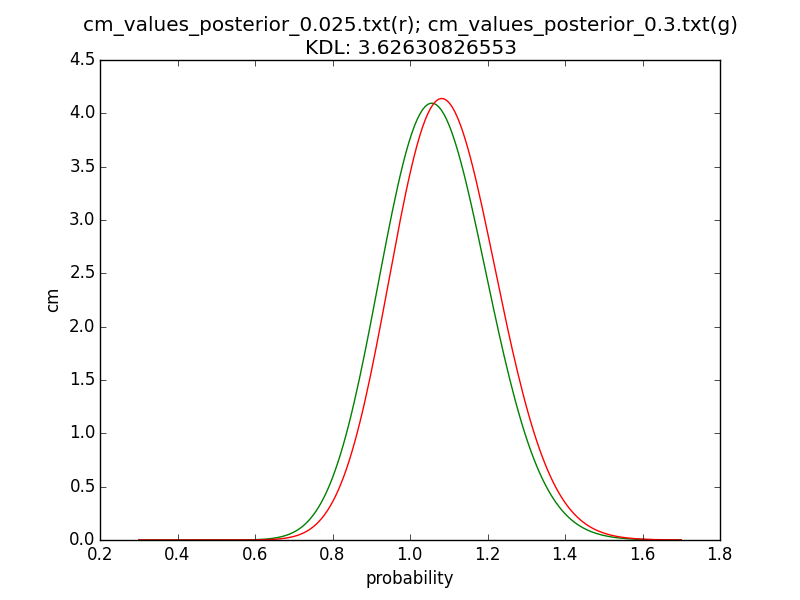 cm_values_posterior_0.025.txt(r); cm_values_posterior_0.3.txt(g)
KDL: 3.62630826553
4.5
4.0
3.5
3.0
2.5
cm
2.0
1.5
1.0
0.5
0.0
0.2 0.4 0.6 0.8 1.0 1.2 1.4 1.6 1.8
probability